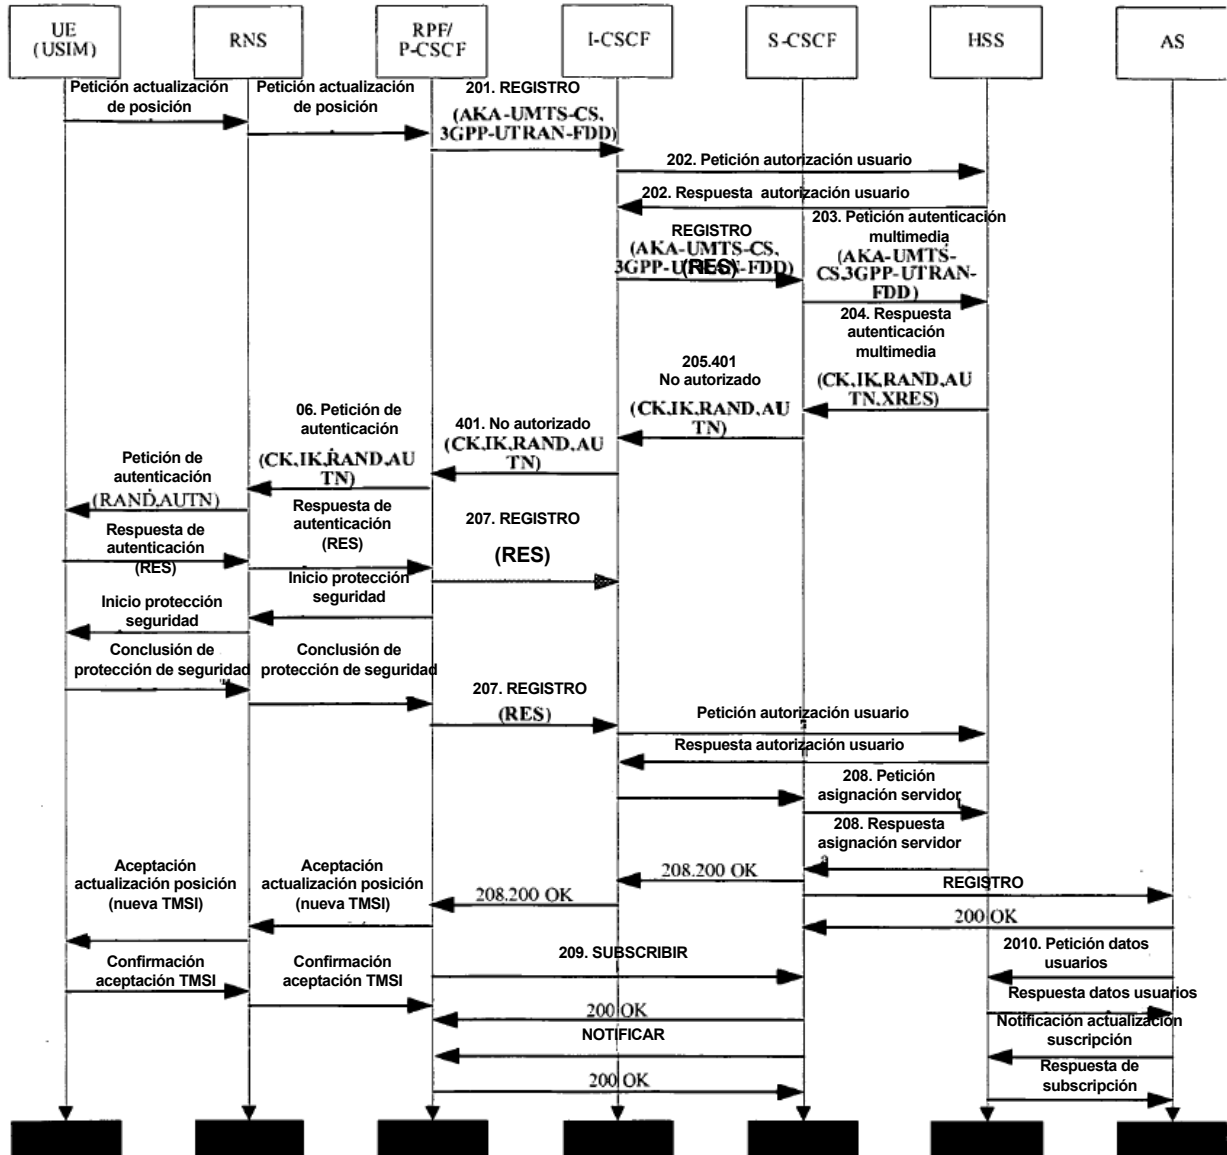 UE
(USIM)
RNS
RPF/
P-CSCF
I-CSCF
S-CSCF
HSS
AS
Petición actualización
de posición
Petición actualización
de posición
201. REGISTRO
(AKA-UMTS-CS,
3GPP-UTRAN-FDD)
202. Petición autorización usuario
202. Respuesta autorización usuario
REGISTRO
(AKA-UMTS-CS,
3GPP-UTRAN-FDD)
(RES)
203. Petición autenticación
multimedia
(AKA-UMTS-
CS,3GPP-UTRAN-
FDD)
204. Respuesta
autenticación
multimedia
(CK,IK,RAND,AU
TN,XRES)
205.401
No autorizado
(CK,IK,RAND,AU
TN)
401. No autorizado
(CK,IK,RAND,AU
TN)
06. Petición de
autenticación
(CK,IK,RAND,AU
TN)
Petición de
autenticación
(RAND,AUTN)
Respuesta de
autenticación
(RES)
Respuesta de
autenticación
(RES)
207. REGISTRO
(RES)
Inicio protección
seguridad
Inicio protección
seguridad
Conclusión de
protección de seguridad
Conclusión de
protección de seguridad
207. REGISTRO
(RES)
Petición autorización usuario
Respuesta autorización usuario
208. Petición
asignación servidor
208. Respuesta
asignación servidor
208.200 OK
208.200 OK
Aceptación
actualización posición
(nueva TMSI)
Aceptación
actualización posición
(nueva TMSI)
REGISTRO
200 OK
Confirmación
aceptación TMSI
Confirmación
aceptación TMSI
209. SUBSCRIBIR
2010. Petición datos
usuarios
Respuesta datos usuarios
200 OK
NOTIFICAR
Notificación actualización
suscripción
200 OK
Respuesta de
subscripción